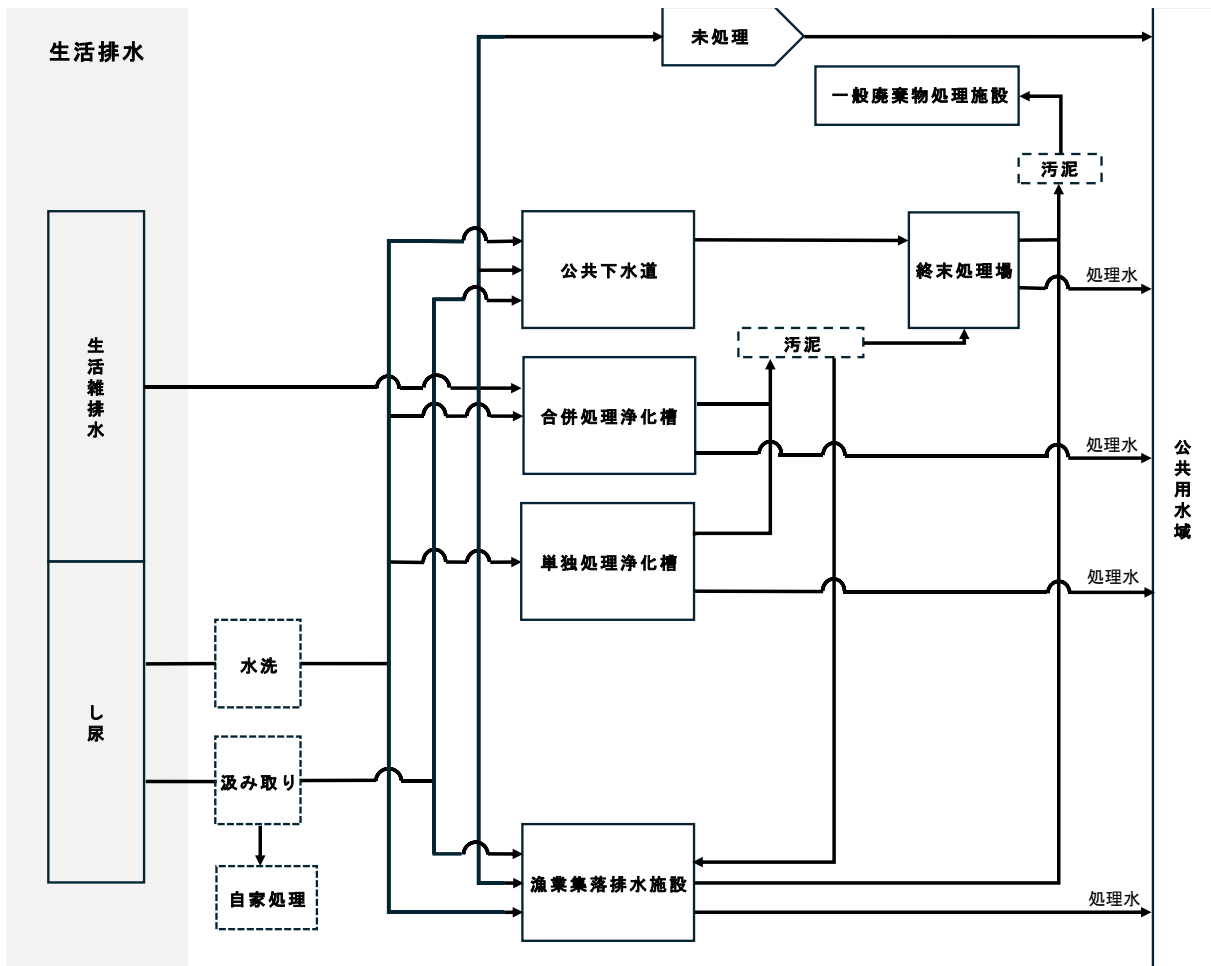 生活排水
未処理
一般廃棄物処理施設
汚泥
公共下水道
終末処理場
処理水
生活雑排水
汚泥
合併処理浄化槽
処理水
公共用水域
単独処理浄化槽
処理水
水洗
し尿
汲み取り
自家処理
漁業集落排水施設
処理水